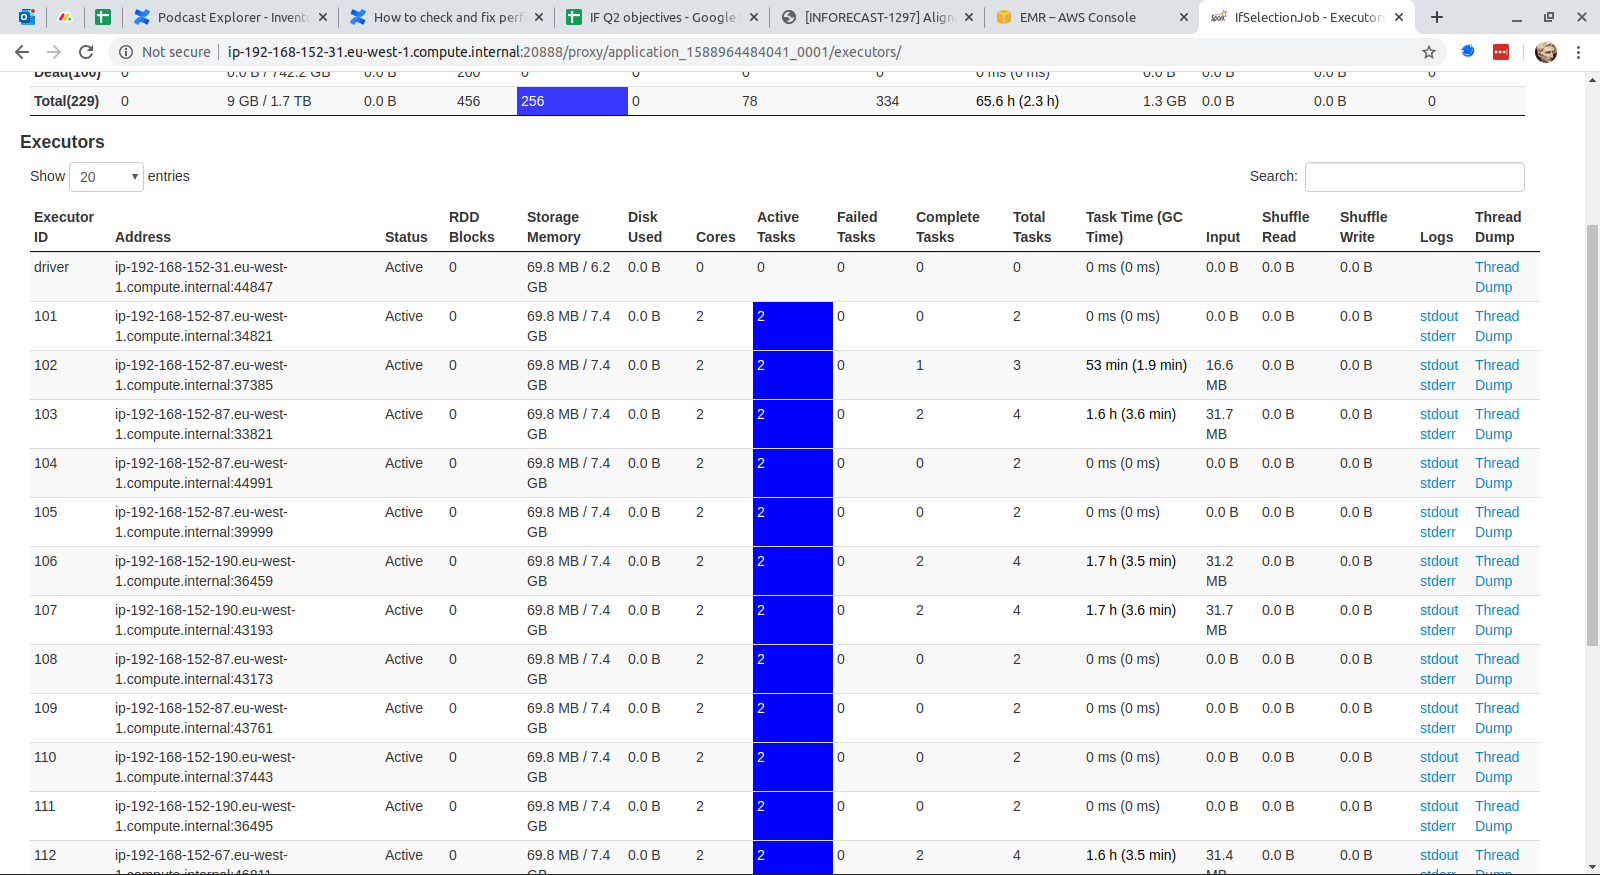 Podcast Explorer - Invent
How to check and fix perf
IF Q2 objectives - Google
[INFORECAST-1297] Align
EMR – AWS Console
IfSelectionJob - Executors
Not secure | ip-192-168-152-31.eu-west-1.compute.internal:20888/proxy/application_1588964484041_0001/executors/
Dead(100) 0 0.0 B / 742.2 GB 0.0 B 200 0 0 0 0 0 ms (0 ms) 0.0 B 0.0 B 0.0 B 0
Total(229) 0 9 GB / 1.7 TB 0.0 B 456 256 0 78 334 65.6 h (2.3 h) 1.3 GB 0.0 B 0.0 B 0
Executors
Show 20 entries Search:
Executor RDD Storage Disk Active Failed Complete Total Task Time (GC Shuffle Shuffle Thread
ID Address Status Blocks Memory Used Cores Tasks Tasks Tasks Tasks Time) Input Read Write Logs Dump
driver ip-192-168-152-31.eu-west- Active 0 69.8 MB / 6.2 0.0 B 0 0 0 0 0 0 ms (0 ms) 0.0 B 0.0 B 0.0 B Thread
1.compute.internal:44847 GB Dump
101 ip-192-168-152-87.eu-west- Active 0 69.8 MB / 7.4 0.0 B 2 2 0 0 2 0 ms (0 ms) 0.0 B 0.0 B 0.0 B stdout Thread
1.compute.internal:34821 GB stderr Dump
102 ip-192-168-152-87.eu-west- Active 0 69.8 MB / 7.4 0.0 B 2 2 0 1 3 53 min (1.9 min) 16.6 0.0 B 0.0 B stdout Thread
1.compute.internal:37385 GB MB stderr Dump
103 ip-192-168-152-87.eu-west- Active 0 69.8 MB / 7.4 0.0 B 2 2 0 2 4 1.6 h (3.6 min) 31.7 0.0 B 0.0 B stdout Thread
1.compute.internal:33821 GB MB stderr Dump
104 ip-192-168-152-87.eu-west- Active 0 69.8 MB / 7.4 0.0 B 2 2 0 0 2 0 ms (0 ms) 0.0 B 0.0 B 0.0 B stdout Thread
1.compute.internal:44991 GB stderr Dump
105 ip-192-168-152-87.eu-west- Active 0 69.8 MB / 7.4 0.0 B 2 2 0 0 2 0 ms (0 ms) 0.0 B 0.0 B 0.0 B stdout Thread
1.compute.internal:39999 GB stderr Dump
106 ip-192-168-152-190.eu-west- Active 0 69.8 MB / 7.4 0.0 B 2 2 0 2 4 1.7 h (3.5 min) 31.2 0.0 B 0.0 B stdout Thread
1.compute.internal:36459 GB MB stderr Dump
107 ip-192-168-152-190.eu-west- Active 0 69.8 MB / 7.4 0.0 B 2 2 0 2 4 1.7 h (3.6 min) 31.7 0.0 B 0.0 B stdout Thread
1.compute.internal:43193 GB MB stderr Dump
108 ip-192-168-152-87.eu-west- Active 0 69.8 MB / 7.4 0.0 B 2 2 0 0 2 0 ms (0 ms) 0.0 B 0.0 B 0.0 B stdout Thread
1.compute.internal:43173 GB stderr Dump
109 ip-192-168-152-87.eu-west- Active 0 69.8 MB / 7.4 0.0 B 2 2 0 0 2 0 ms (0 ms) 0.0 B 0.0 B 0.0 B stdout Thread
1.compute.internal:43761 GB stderr Dump
110 ip-192-168-152-190.eu-west- Active 0 69.8 MB / 7.4 0.0 B 2 2 0 0 2 0 ms (0 ms) 0.0 B 0.0 B 0.0 B stdout Thread
1.compute.internal:37443 GB stderr Dump
111 ip-192-168-152-190.eu-west- Active 0 69.8 MB / 7.4 0.0 B 2 2 0 0 2 0 ms (0 ms) 0.0 B 0.0 B 0.0 B stdout Thread
1.compute.internal:36495 GB stderr Dump
112 ip-192-168-152-67.eu-west- Active 0 69.8 MB / 7.4 0.0 B 2 2 0 2 4 1.6 h (3.5 min) 31.4 0.0 B 0.0 B stdout Thread
1.compute.internal:46811 GB MB stderr Dump